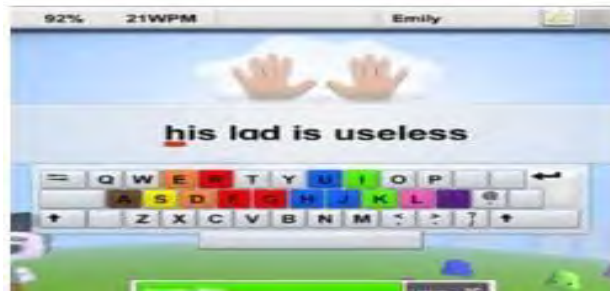 92% 21WPM Emily
his lad is useless
Q W E R T Y U I O P
A S D F G H J K L @
Z X C V B N M < > ?